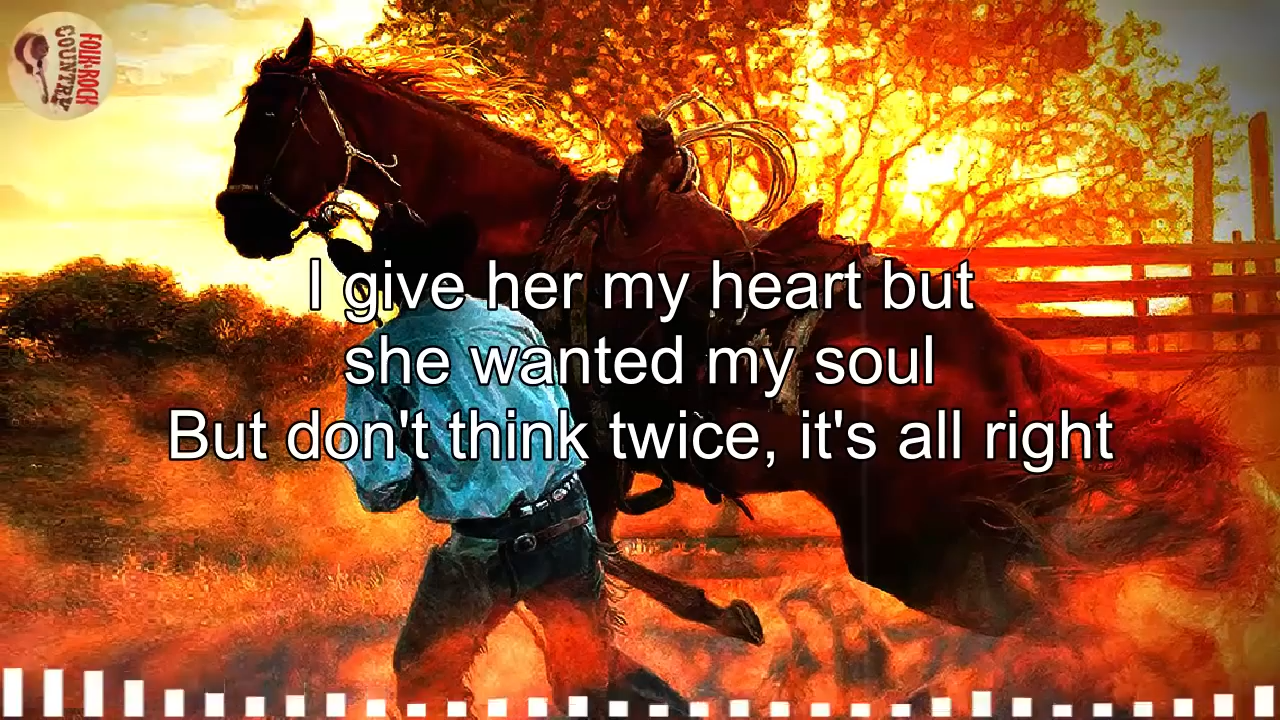 FOLK-ROCK
COUNTRY
I give her my heart but
she wanted my soul
But don't think twice, it's all right